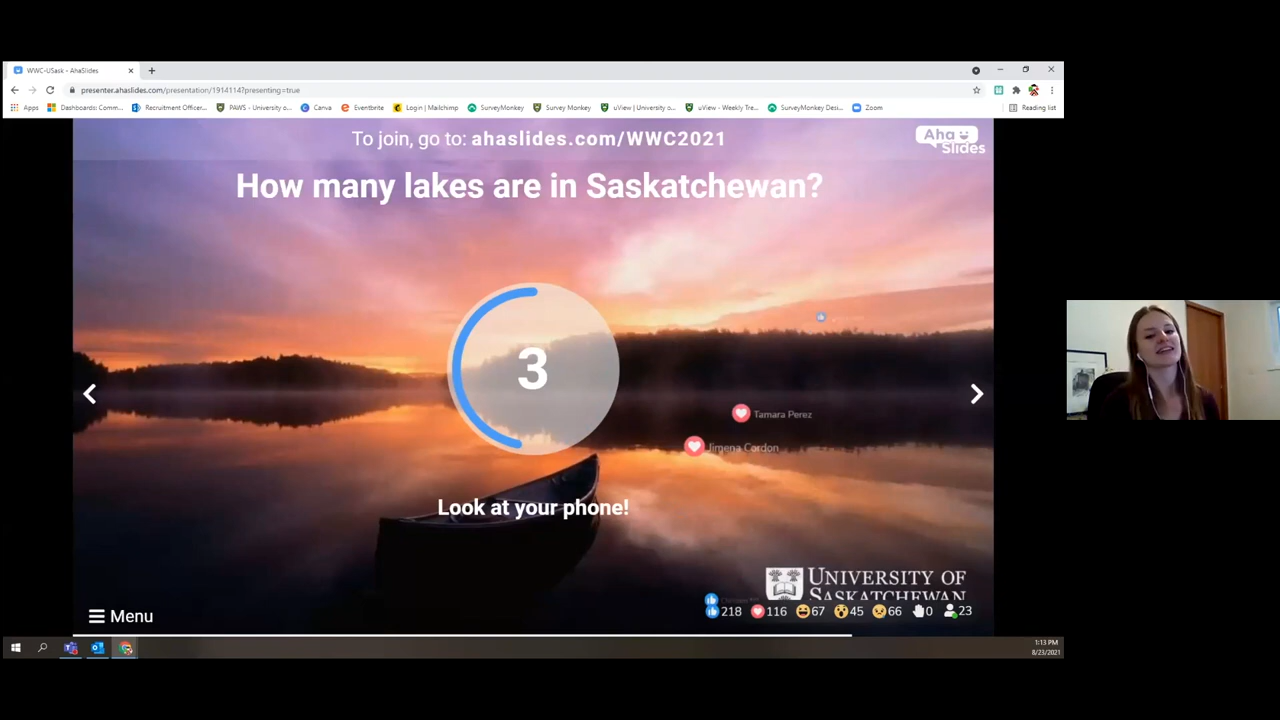 WWC-USask - AhaSlides
presenter.ahaslides.com/presentation/1914114?presenting=true
Apps Dashboards: Comm... Recruitment Officer... PAWS - University o... Canva Eventbrite Login | Mailchimp SurveyMonkey Survey Monkey uView | University o... uView - Weekly Tre... SurveyMonkey Desi... Zoom Reading list
To join, go to: ahaslides.com/WWC2021
Aha
Slides
How many lakes are in Saskatchewan?
3
Tamara Perez
Jimena Cordon
Look at your phone!
UNIVERSITY OF
SASKATCHEWAN
Menu
218 116 67 45 66 0 23
1:13 PM
8/23/2021